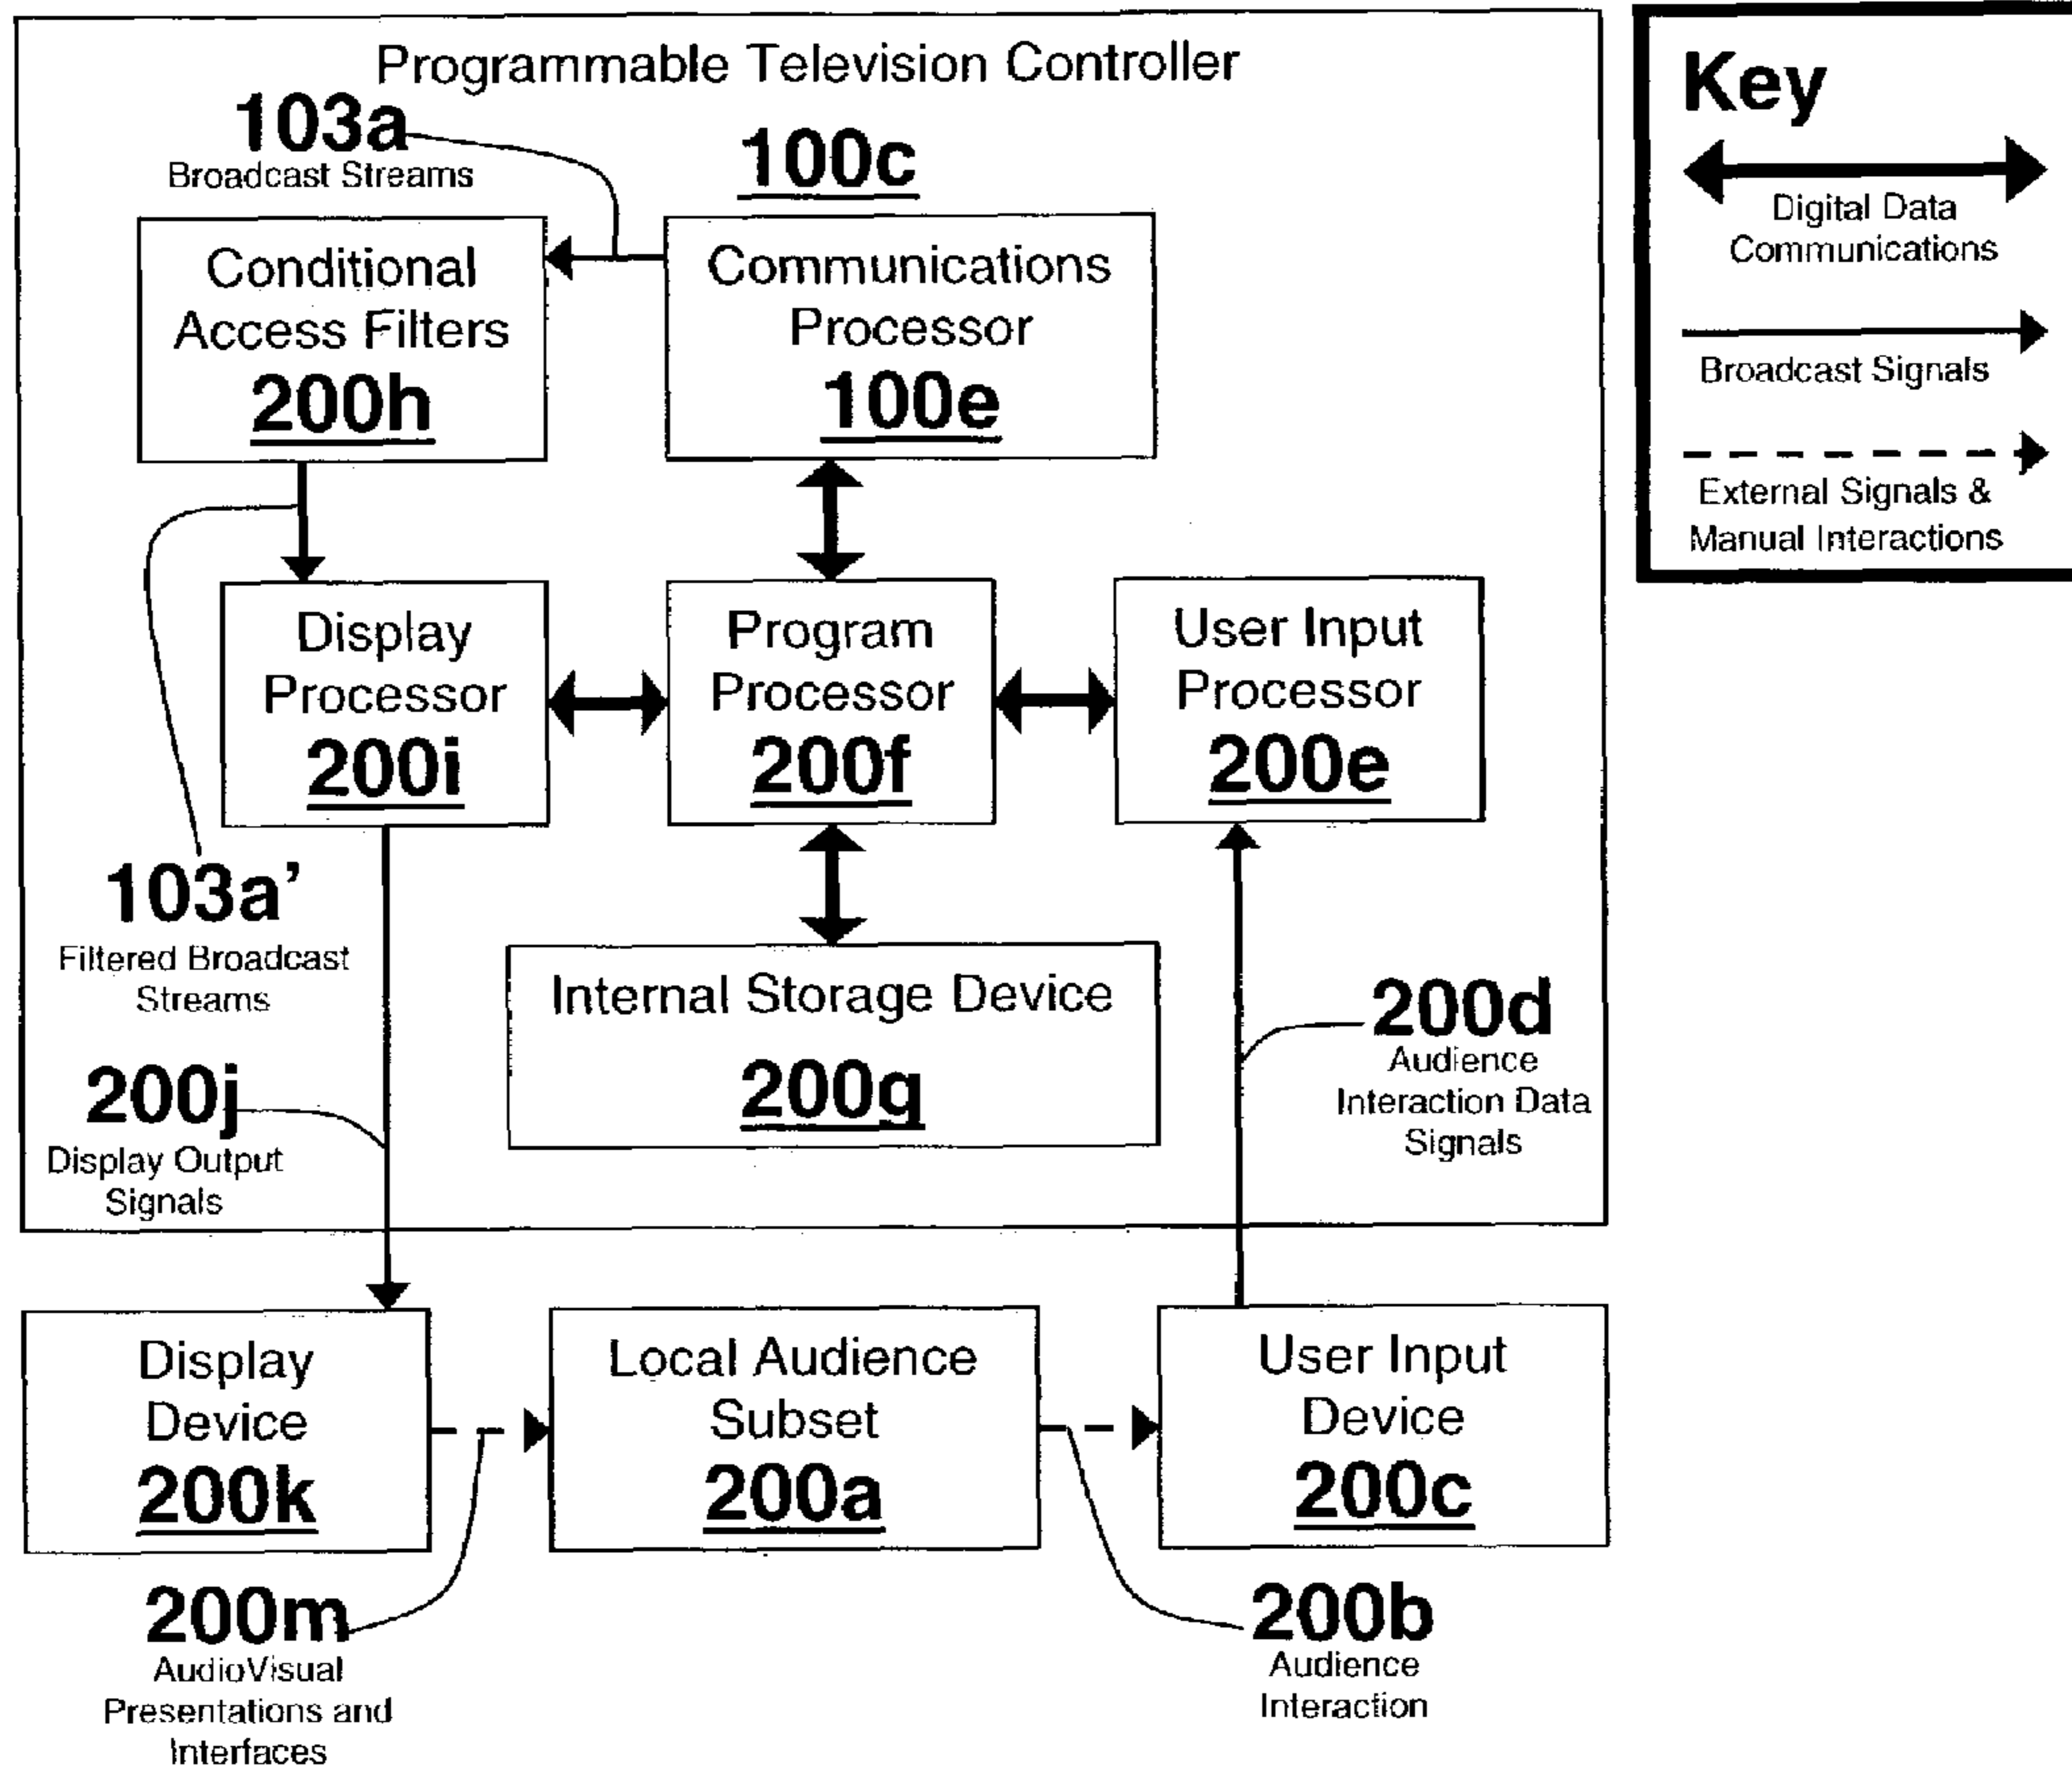 Programmable Television Controller
103a
Broadcast Streams
100c
Conditional
Access Filters
200h
Communications
Processor
100e
Display
Processor
200i
Program
Processor
200f
User Input
Processor
200e
103a’
Filtered Broadcast
Streams
Internal Storage Device
200g
200d
Audience
Interaction Data
Signals
200j
Display Output
Signals
Display
Device
200k
Local Audience
Subset
200a
User Input
Device
200c
200m
AudioVisual
Presentations and
Interfaces
200b
Audience
Interaction
Key
Digital Data
Communications
Broadcast Signals
External Signals &
Manual Interactions